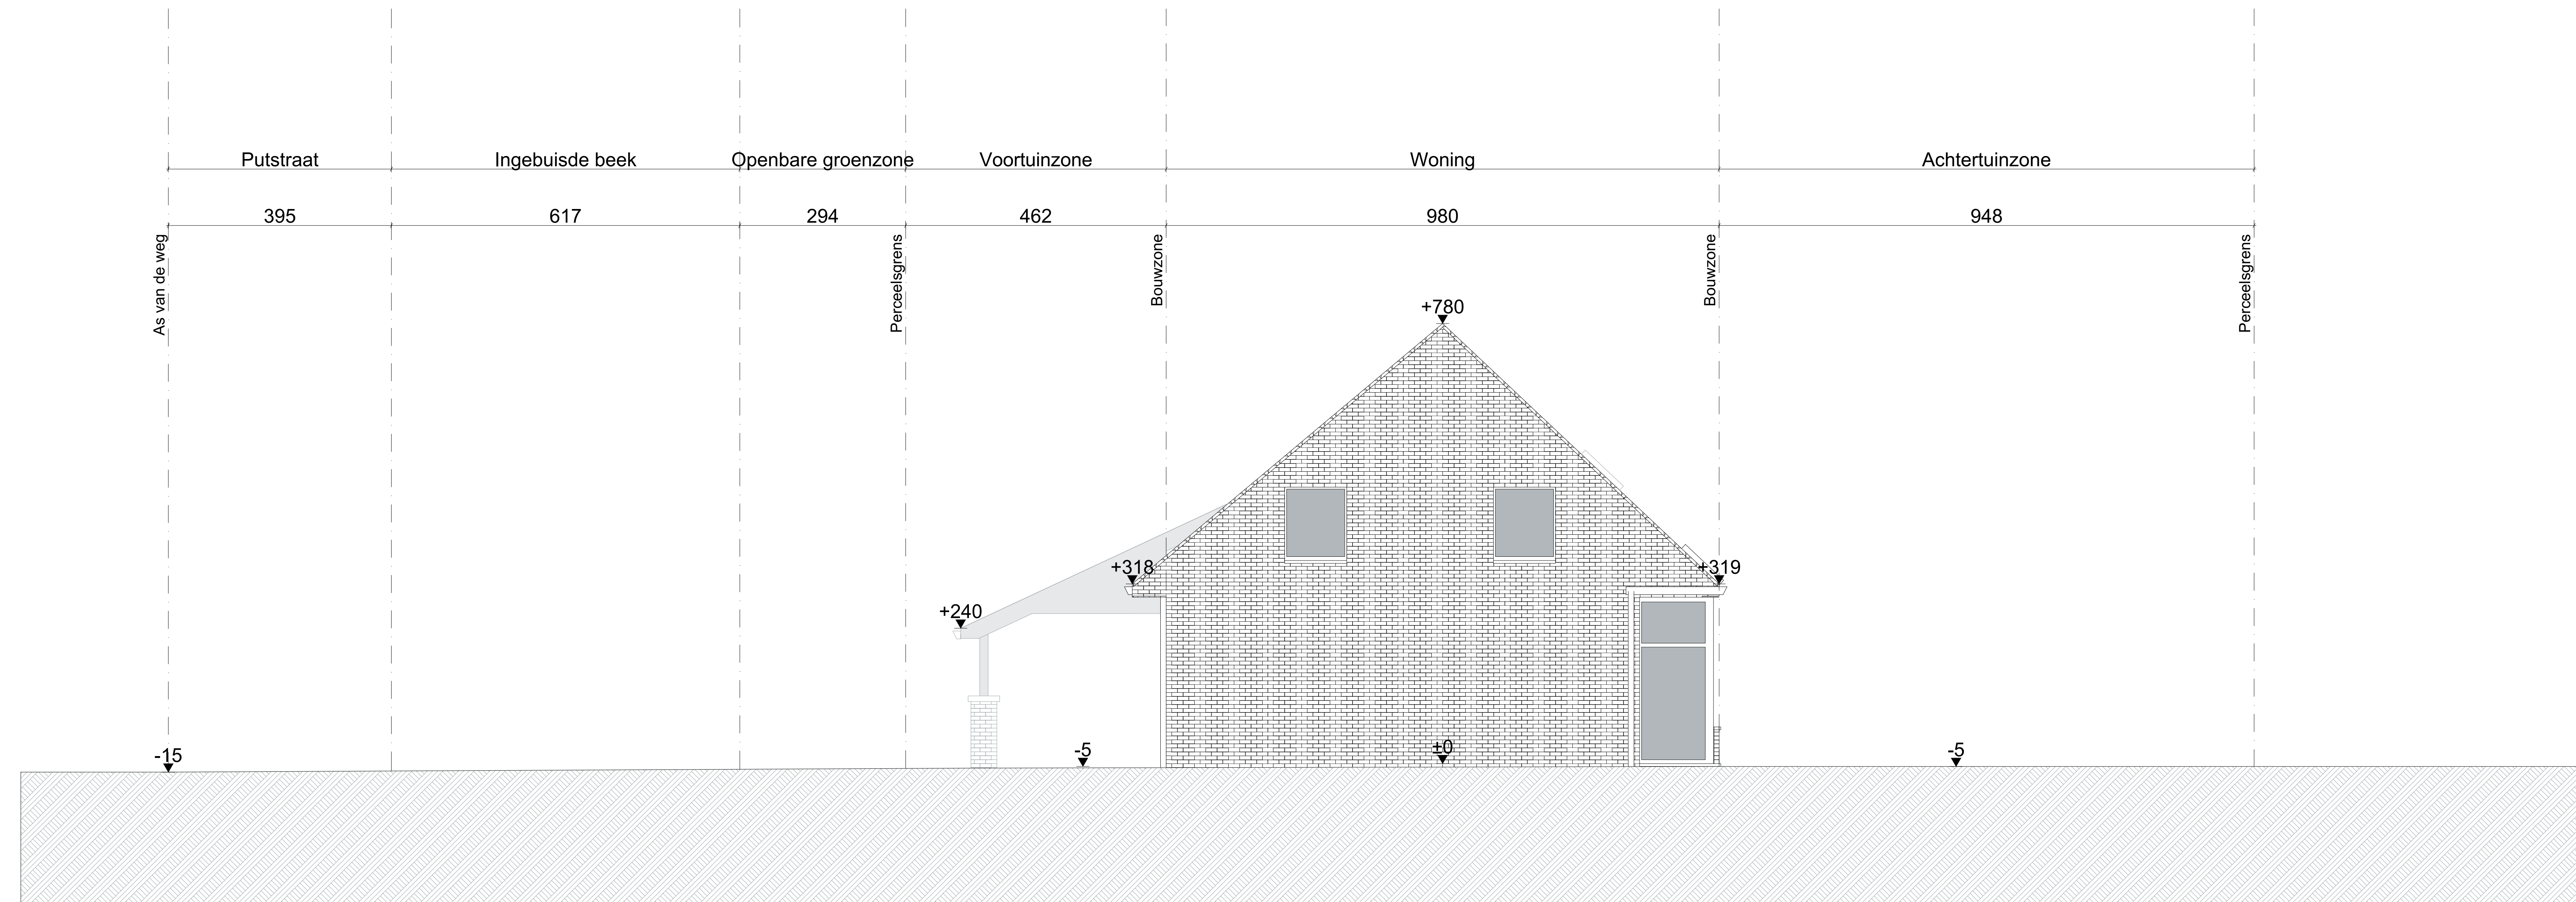 Putstraat
Ingebuisde beek
Openbare groenzone
Voortuinzone
Woning
Achtertuinzone
395
617
294
462
980
948
As van de weg
Perceelsgrens
Bouwzone
Bouwzone
Perceelsgrens
+780
+318
+319
+240
-15
-5
±0
-5